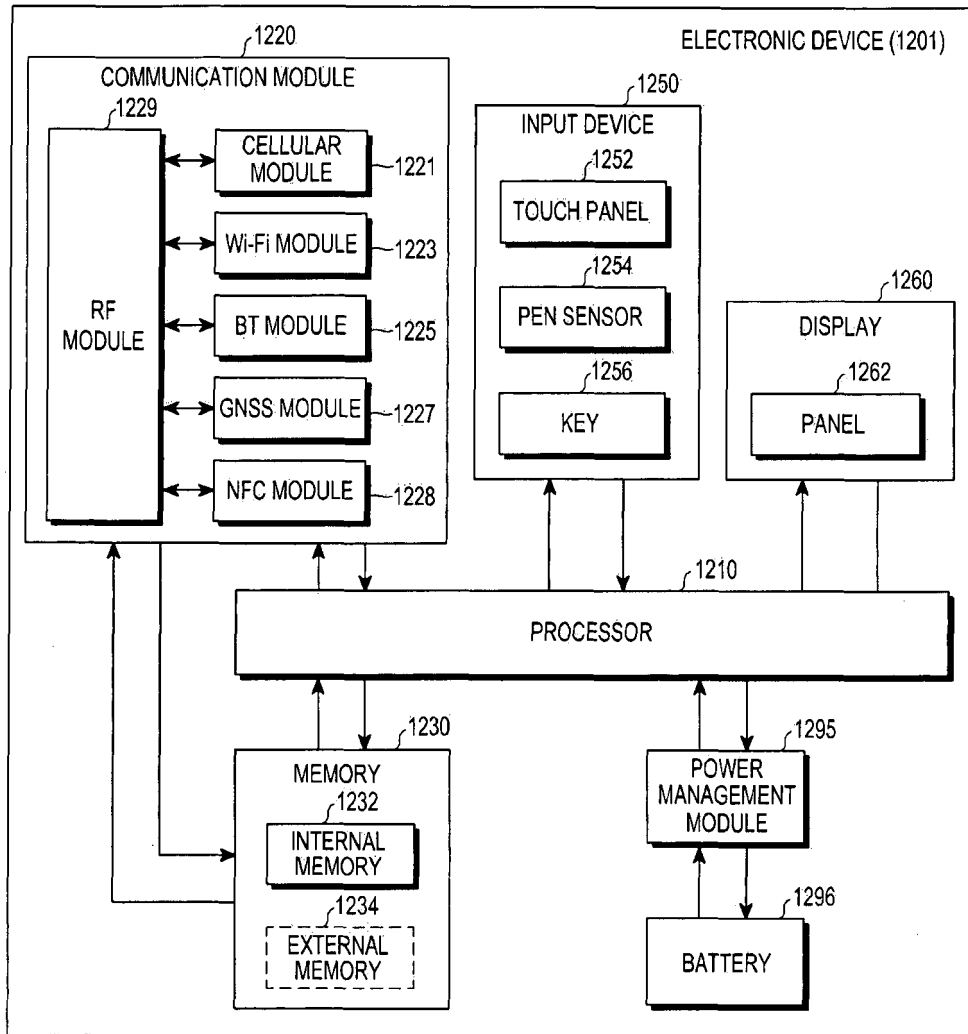 ELECTRONIC DEVICE (1201)
1220
COMMUNICATION MODULE
1229
RF
MODULE
CELLULAR
MODULE
1221
Wi-Fi MODULE
1223
BT MODULE
1225
GNSS MODULE
1227
NFC MODULE
1228
1250
INPUT DEVICE
1252
TOUCH PANEL
1254
PEN SENSOR
1256
KEY
1260
DISPLAY
1262
PANEL
1210
PROCESSOR
1230
MEMORY
1232
INTERNAL
MEMORY
1234
EXTERNAL
MEMORY
1295
POWER
MANAGEMENT
MODULE
1296
BATTERY